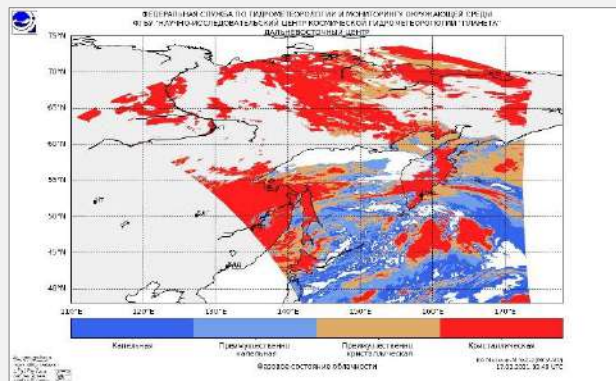 ФЕДЕРАЛЬНАЯ СЛУЖБА ПО ГИДРОМЕТЕОРОЛОГИИ И МОНИТОРИНГУ ОКРУЖАЮЩЕЙ СРЕДЫ
ФГБУ "НАУЧНО-ИССЛЕДОВАТЕЛЬСКИЙ ЦЕНТР КОСМИЧЕСКОЙ ГИДРОМЕТЕОРОЛОГИИ "ПЛАНЕТА"
ДАЛЬНЕВОСТОЧНЫЙ ЦЕНТР
75°N
70°N
65°N
60°N
55°N
50°N
45°N
40°N
110°E 120°E 130°E 140°E 150°E 160°E 170°E
Капельная Преимущественно капельная Преимущественно кристаллическая Кристаллическая
Фазовое состояние облачности
UTC